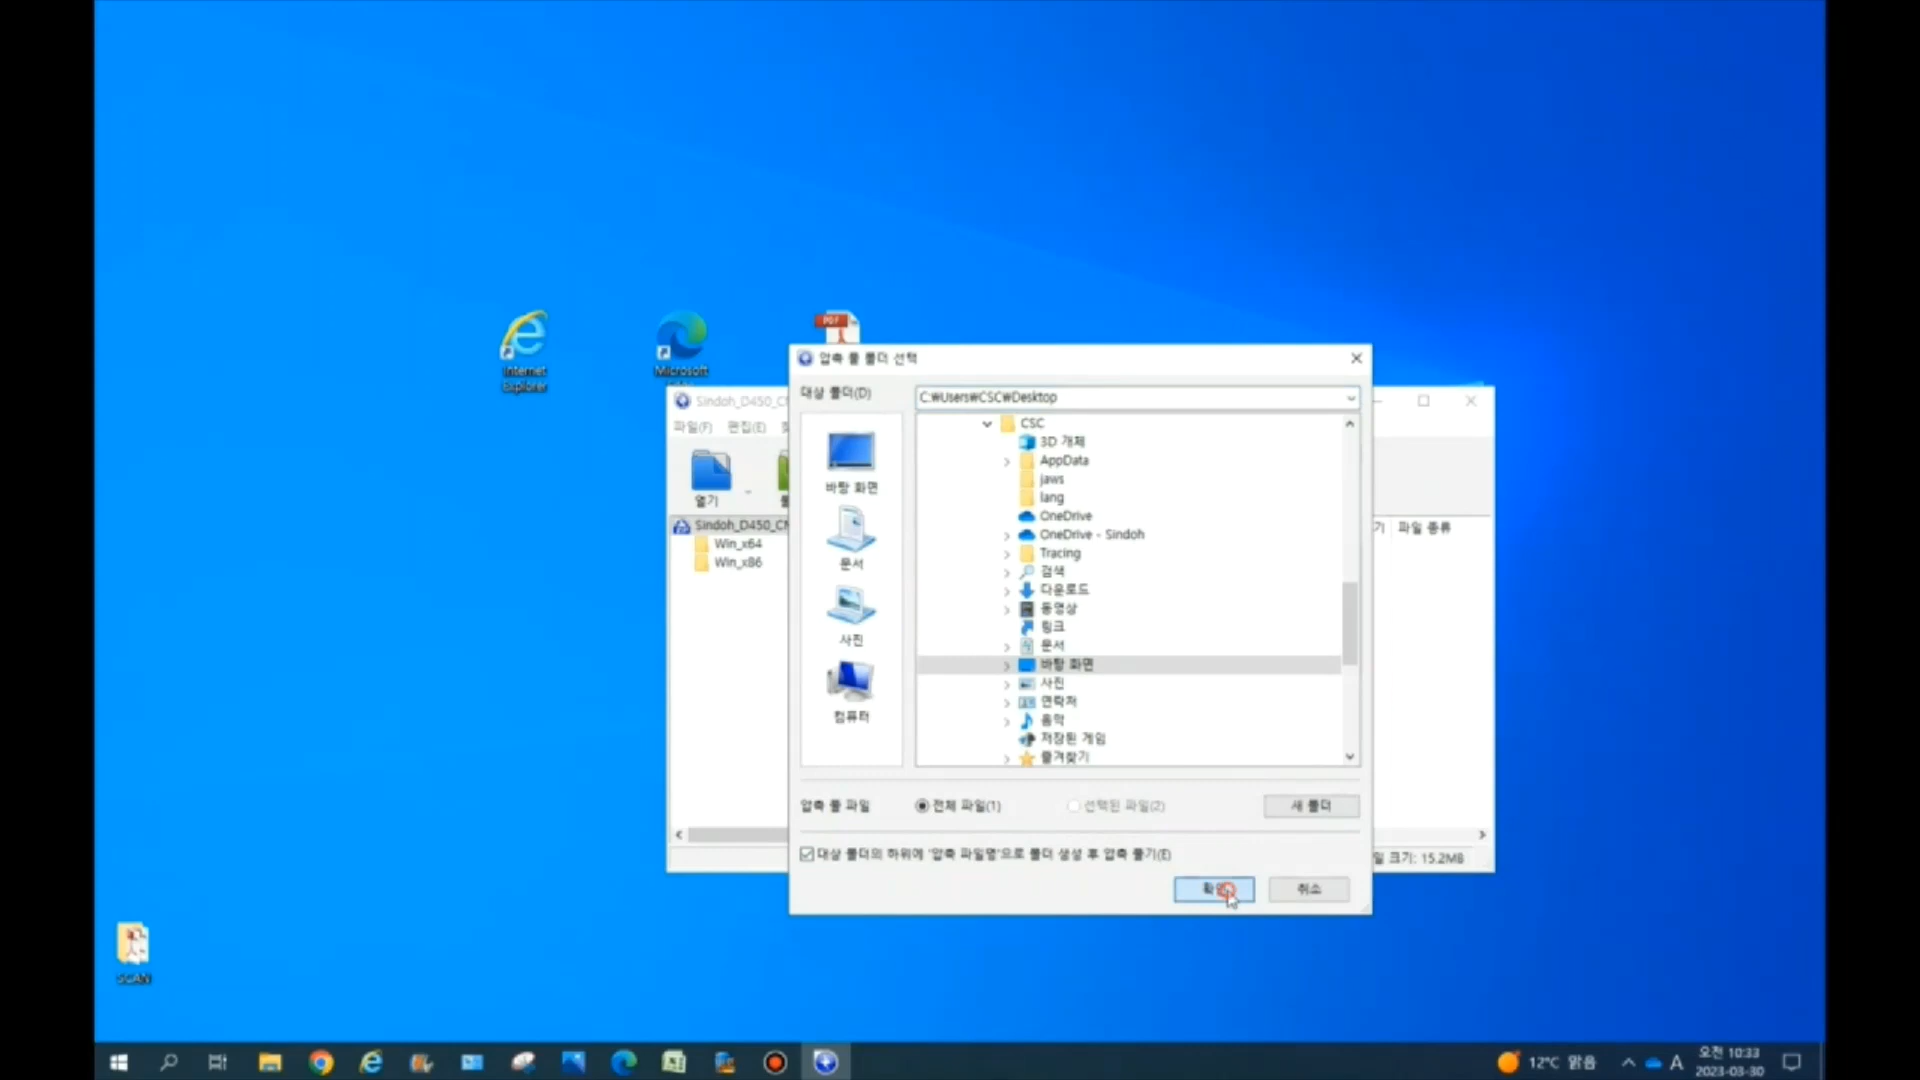 Internet
Explorer
Microsoft
PDF
압축 풀 폴더 선택
대상 폴더(D)
C:₩Users₩CSC₩Desktop
바탕 화면
문서
사진
컴퓨터
CSC
3D 개체
AppData
jaws
lang
OneDrive
OneDrive - Sindoh
Tracing
검색
다운로드
동영상
링크
문서
바탕 화면
사진
연락처
음악
저장된 게임
즐겨찾기
압축 풀 파일
전체 파일(1)
선택된 파일(2)
새 폴더
대상 폴더의 하위에 '압축 파일명'으로 폴더 생성 후 압축 풀기(E)
취소
Sindoh_D450_C
파일(F) 편집(E)
열기
Sindoh_D450_C
Win_x64
Win_x86
기 파일 종류
일 크기: 15.2MB
SCAN
12°C 맑음
A
오전 10:33
2023-03-30